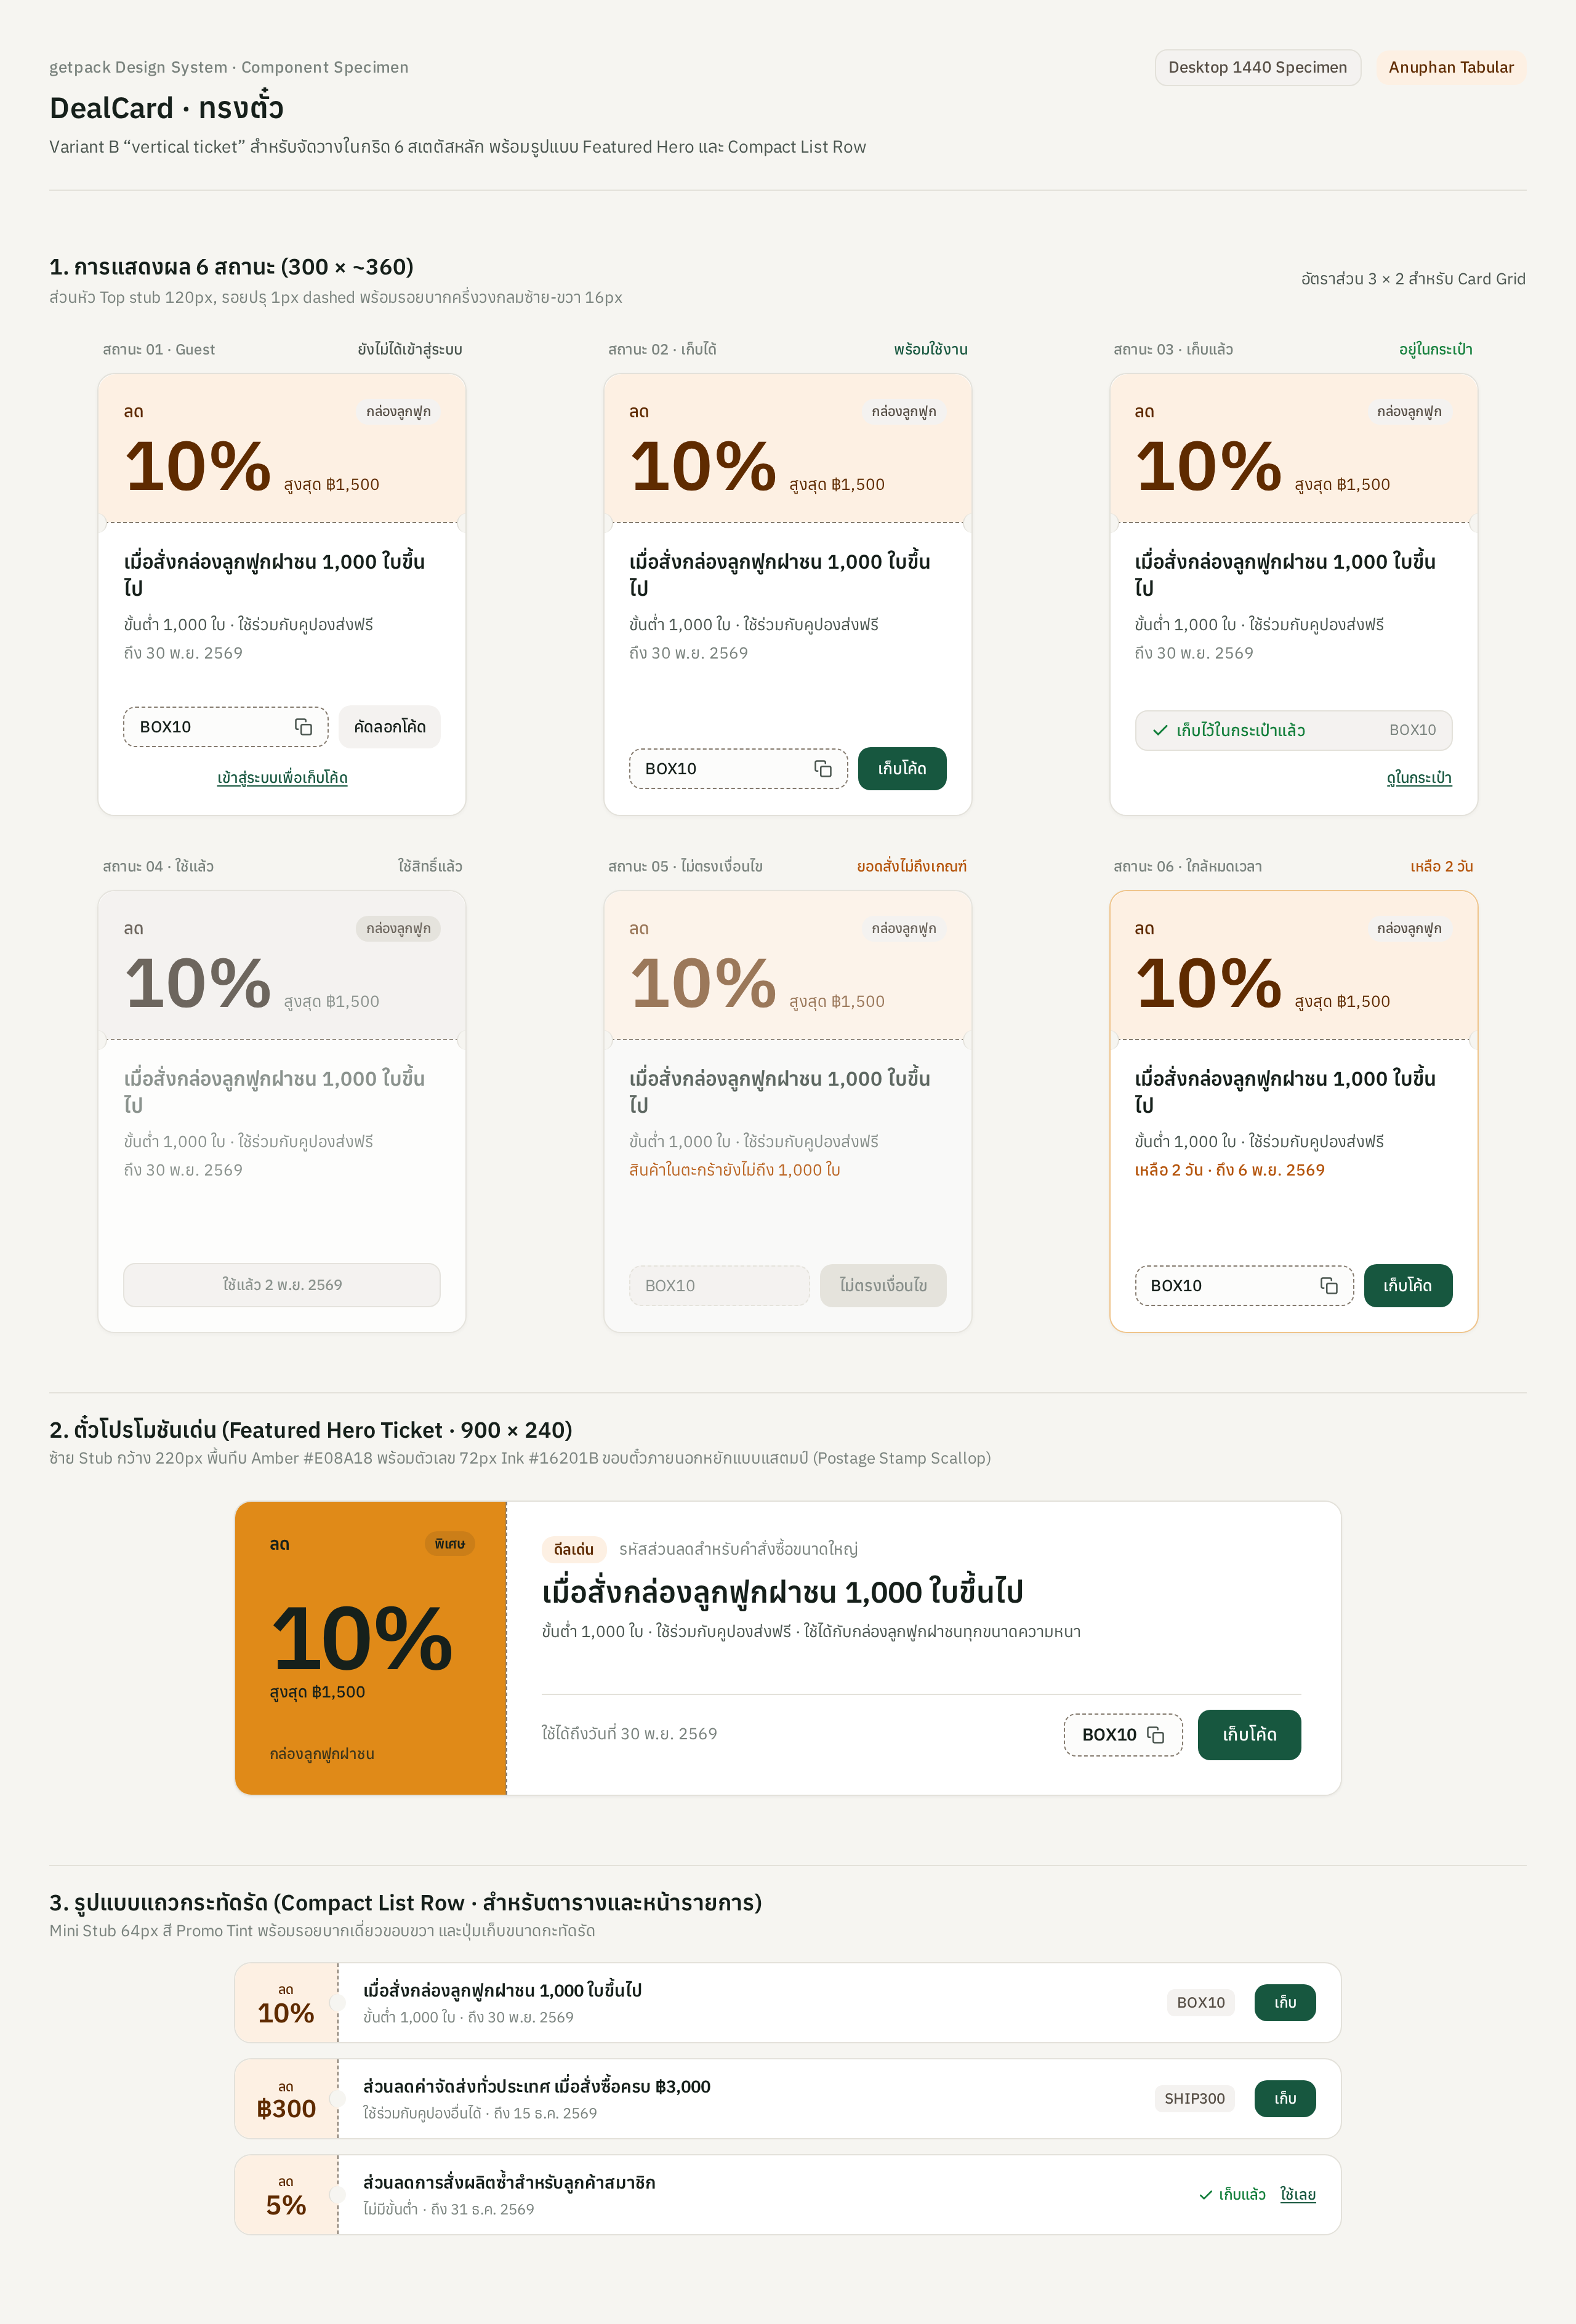 getpack Design System · Component Specimen
Desktop 1440 Specimen
Anuphan Tabular
DealCard · ทรงตั๋ว
Variant B “vertical ticket” สำหรับจัดวางในกริด 6 สเตตัสหลัก พร้อมรูปแบบ Featured Hero และ Compact List Row
1. การแสดงผล 6 สถานะ (300 × ~360)
ส่วนหัว Top stub 120px, รอยปรุ 1px dashed พร้อมรอยบากครึ่งวงกลมซ้าย-ขวา 16px
อัตราส่วน 3 × 2 สำหรับ Card Grid
สถานะ 01 · Guest
ยังไม่ได้เข้าสู่ระบบ
ลด
กล่องลูกฟูก
10% สูงสุด ฿1,500
เมื่อสั่งกล่องลูกฟูกฝาชน 1,000 ใบขึ้น
ไป
ขั้นต่ำ 1,000 ใบ · ใช้ร่วมกับคูปองส่งฟรี
ถึง 30 พ.ย. 2569
BOX10
คัดลอกโค้ด
เข้าสู่ระบบเพื่อเก็บโค้ด
สถานะ 02 · เก็บได้
พร้อมใช้งาน
ลด
กล่องลูกฟูก
10% สูงสุด ฿1,500
เมื่อสั่งกล่องลูกฟูกฝาชน 1,000 ใบขึ้น
ไป
ขั้นต่ำ 1,000 ใบ · ใช้ร่วมกับคูปองส่งฟรี
ถึง 30 พ.ย. 2569
BOX10
เก็บโค้ด
สถานะ 03 · เก็บแล้ว
อยู่ในกระเป๋า
ลด
กล่องลูกฟูก
10% สูงสุด ฿1,500
เมื่อสั่งกล่องลูกฟูกฝาชน 1,000 ใบขึ้น
ไป
ขั้นต่ำ 1,000 ใบ · ใช้ร่วมกับคูปองส่งฟรี
ถึง 30 พ.ย. 2569
เก็บไว้ในกระเป๋าแล้ว
BOX10
ดูในกระเป๋า
สถานะ 04 · ใช้แล้ว
ใช้สิทธิ์แล้ว
ลด
กล่องลูกฟูก
10% สูงสุด ฿1,500
เมื่อสั่งกล่องลูกฟูกฝาชน 1,000 ใบขึ้น
ไป
ขั้นต่ำ 1,000 ใบ · ใช้ร่วมกับคูปองส่งฟรี
ถึง 30 พ.ย. 2569
ใช้แล้ว 2 พ.ย. 2569
สถานะ 05 · ไม่ตรงเงื่อนไข
ยอดสั่งไม่ถึงเกณฑ์
ลด
กล่องลูกฟูก
10% สูงสุด ฿1,500
เมื่อสั่งกล่องลูกฟูกฝาชน 1,000 ใบขึ้น
ไป
ขั้นต่ำ 1,000 ใบ · ใช้ร่วมกับคูปองส่งฟรี
สินค้าในตะกร้ายังไม่ถึง 1,000 ใบ
BOX10
ไม่ตรงเงื่อนไข
สถานะ 06 · ใกล้หมดเวลา
เหลือ 2 วัน
ลด
กล่องลูกฟูก
10% สูงสุด ฿1,500
เมื่อสั่งกล่องลูกฟูกฝาชน 1,000 ใบขึ้น
ไป
ขั้นต่ำ 1,000 ใบ · ใช้ร่วมกับคูปองส่งฟรี
เหลือ 2 วัน · ถึง 6 พ.ย. 2569
BOX10
เก็บโค้ด
2. ตั๋วโปรโมชันเด่น (Featured Hero Ticket · 900 × 240)
ซ้าย Stub กว้าง 220px พื้นทึบ Amber #E08A18 พร้อมตัวเลข 72px Ink #16201B ขอบตั๋วภายนอกหยักแบบแสตมป์ (Postage Stamp Scallop)
ลด
พิเศษ
10%
สูงสุด ฿1,500
กล่องลูกฟูกฝาชน
ดีลเด่น
รหัสส่วนลดสำหรับคำสั่งซื้อขนาดใหญ่
เมื่อสั่งกล่องลูกฟูกฝาชน 1,000 ใบขึ้นไป
ขั้นต่ำ 1,000 ใบ · ใช้ร่วมกับคูปองส่งฟรี · ใช้ได้กับกล่องลูกฟูกฝาชนทุกขนาดความหนา
ใช้ได้ถึงวันที่ 30 พ.ย. 2569
BOX10
เก็บโค้ด
3. รูปแบบแถวกระทัดรัด (Compact List Row · สำหรับตารางและหน้ารายการ)
Mini Stub 64px สี Promo Tint พร้อมรอยบากเดี่ยวขอบขวา และปุ่มเก็บขนาดกะทัดรัด
ลด
10%
เมื่อสั่งกล่องลูกฟูกฝาชน 1,000 ใบขึ้นไป
ขั้นต่ำ 1,000 ใบ · ถึง 30 พ.ย. 2569
BOX10
เก็บ
ลด
฿300
ส่วนลดค่าจัดส่งทั่วประเทศ เมื่อสั่งซื้อครบ ฿3,000
ใช้ร่วมกับคูปองอื่นได้ · ถึง 15 ธ.ค. 2569
SHIP300
เก็บ
ลด
5%
ส่วนลดการสั่งผลิตซ้ำสำหรับลูกค้าสมาชิก
ไม่มีขั้นต่ำ · ถึง 31 ธ.ค. 2569
เก็บแล้ว
ใช้เลย